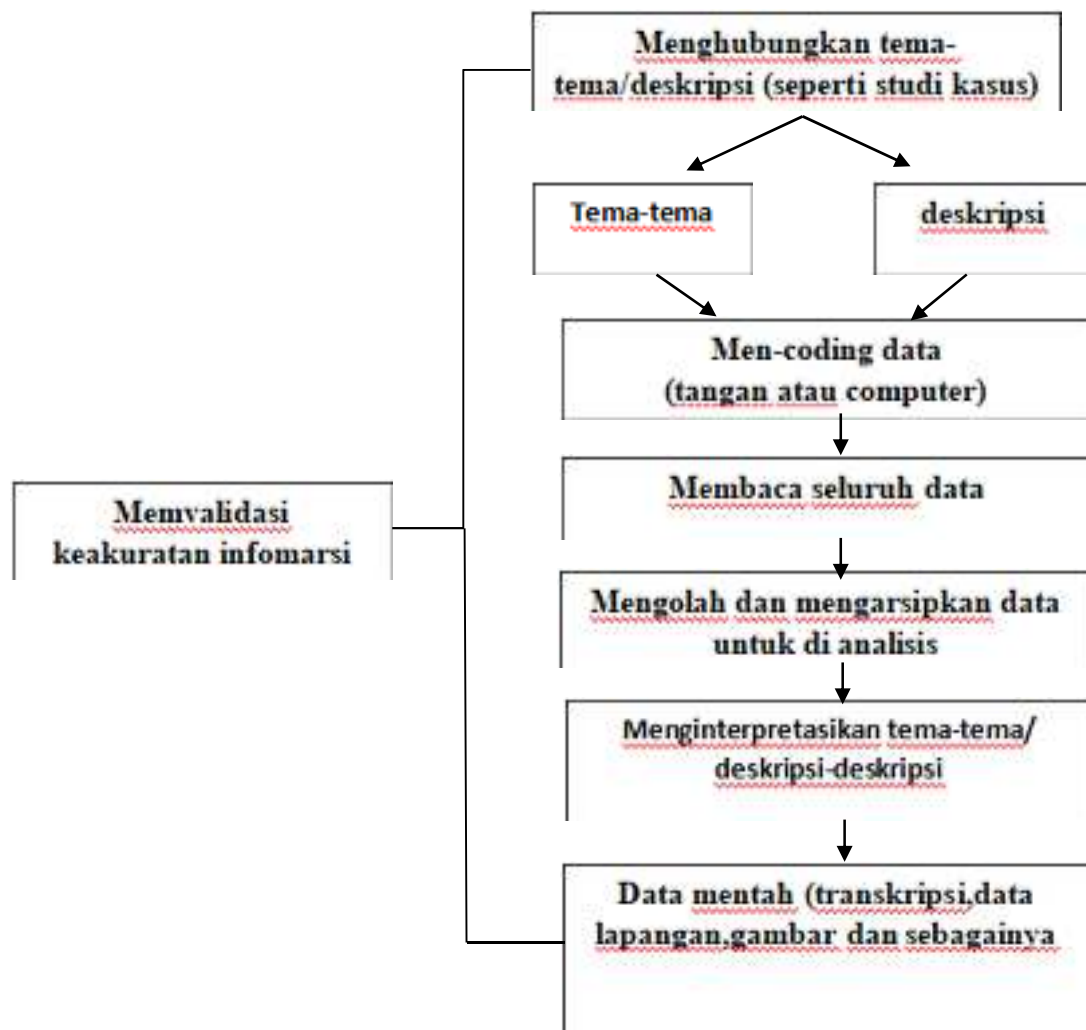 Menghubungkan tema-
tema/deskripsi (seperti studi kasus)
Tema-tema
deskripsi
Men-coding data
(tangan atau computer)
Membaca seluruh data
Memvalidasi
keakuratan infomarsi
Mengolah dan mengarsipkan data
untuk di analisis
Menginterpretasikan tema-tema/
deskripsi-deskripsi
Data mentah (transkripsi,data
lapangan,gambar dan sebagainya